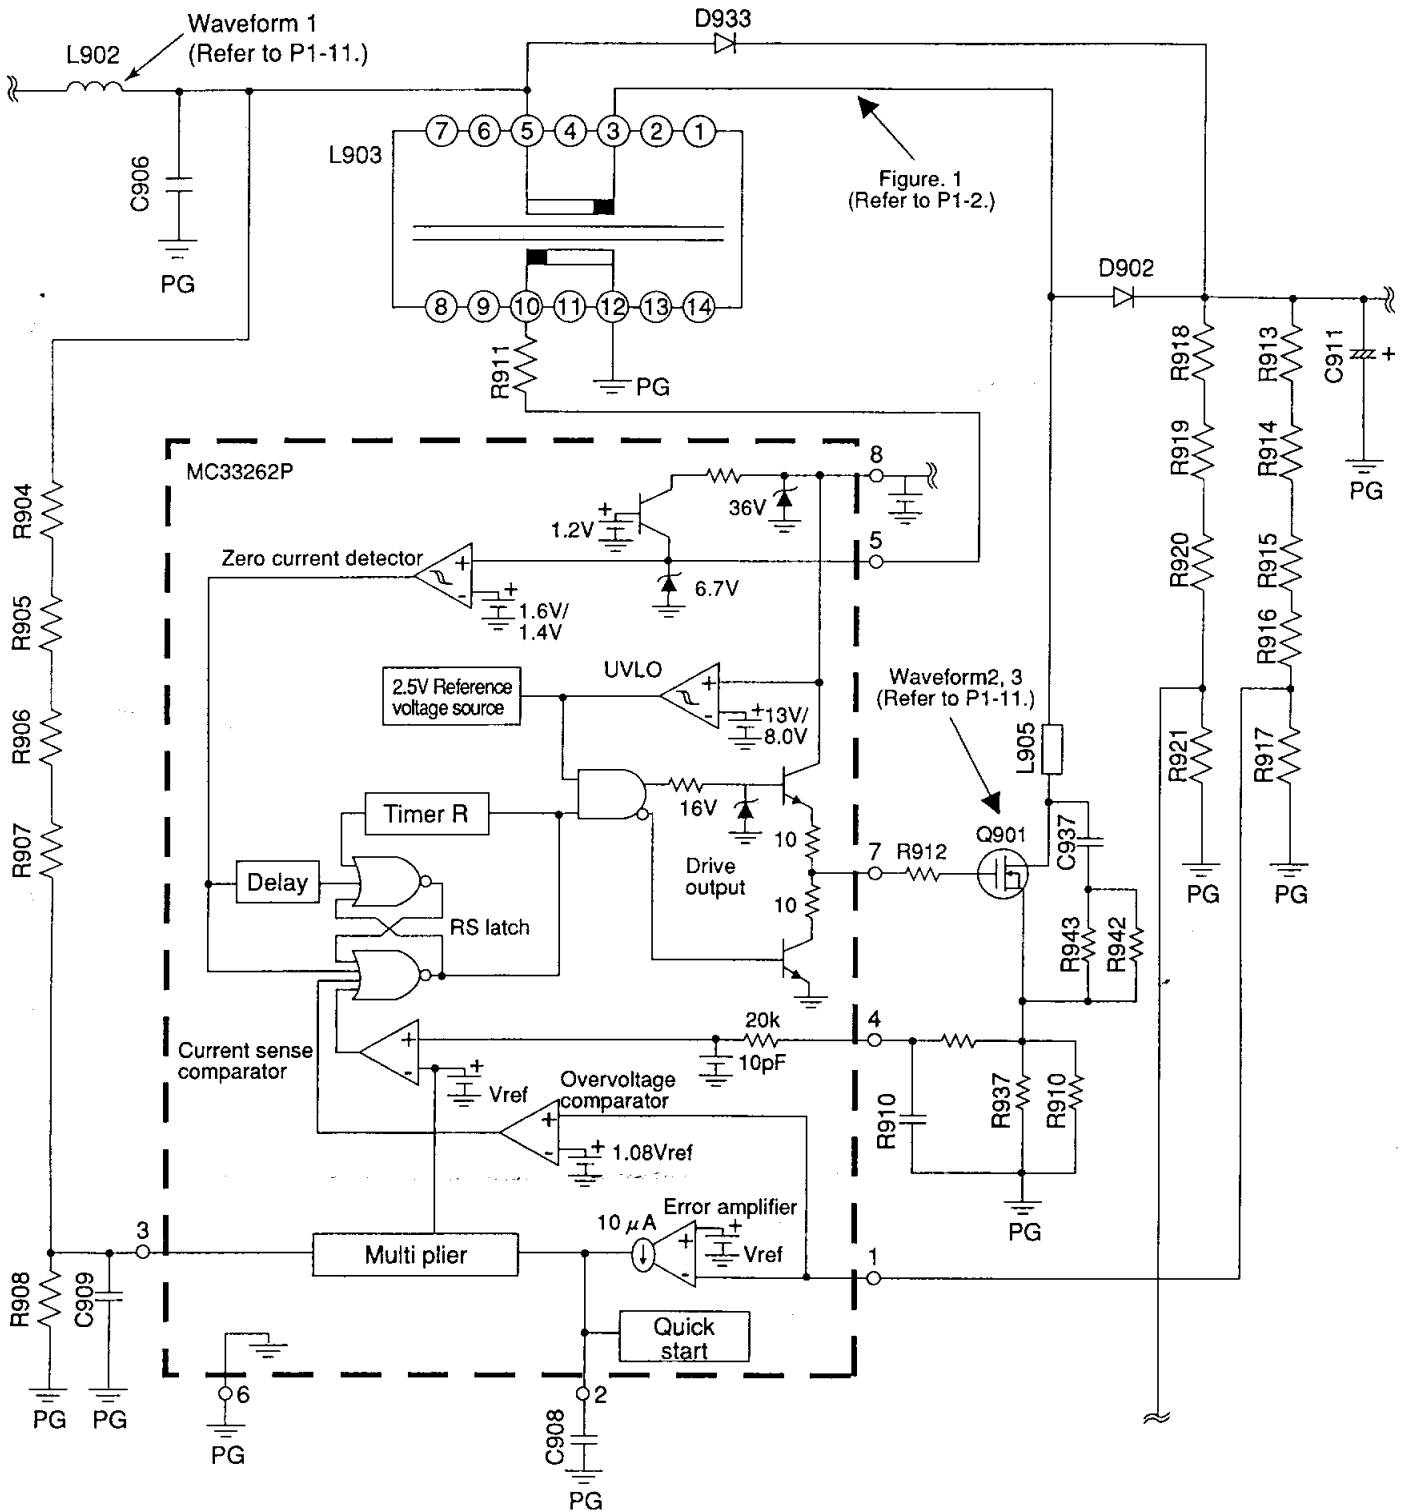 Waveform 1
(Refer to P1-11.)
L902
D933
7 6 5 4 3 2 1
L903
C906
PG
Figure. 1
(Refer to P1-2.)
D902
8 9 10 11 12 13 14
R911
PG
R918
R913
C911
+
R919
R914
PG
MC33262P
8
36V
+
1.2V
5
R904
Zero current detector
+
-
6.7V
+
1.6V/
1.4V
R920
R915
R905
R916
UVLO
2.5V Reference
voltage source
+
-
+
13V/
8.0V
Waveform2, 3
(Refer to P1-11.)
R906
L905
R921
R917
Timer R
16V
10
Q901
C937
R907
7
R912
Delay
Drive
output
PG
PG
10
RS latch
R943
R942
20k
4
10pF
Current sense
comparator
+
-
+
Vref
Overvoltage
comparator
+
-
+
1.08Vref
R910
R937
R910
Error amplifier
10 μA
+
-
+
Vref
PG
3
Multi plier
1
R908
C909
Quick
start
6
2
PG
PG
PG
C908
PG